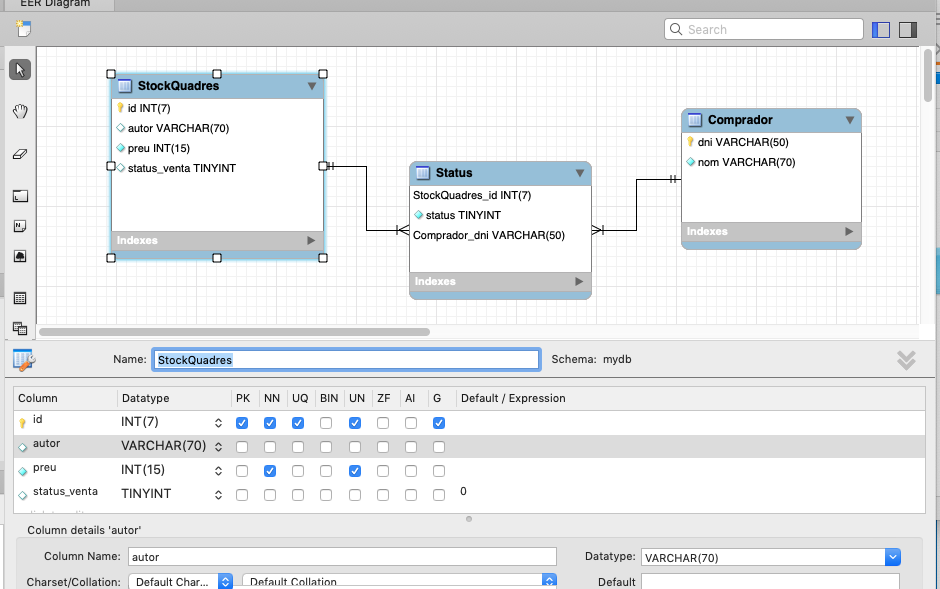 EER Diagram
Search
StockQuadres
id INT(7)
autor VARCHAR(70)
preu INT(15)
status_venta TINYINT
Indexes
Status
StockQuadres_id INT(7)
status TINYINT
Comprador_dni VARCHAR(50)
Indexes
Comprador
dni VARCHAR(50)
nom VARCHAR(70)
Indexes
Name: StockQuadres Schema: mydb
Column Datatype PK NN UQ BIN UN ZF AI G Default / Expression
id INT(7)
autor VARCHAR(70)
preu INT(15)
status_venta TINYINT 0
Column details 'autor'
Column Name: autor Datatype: VARCHAR(70)
Charset/Collation: Default Char... Default Collation Default